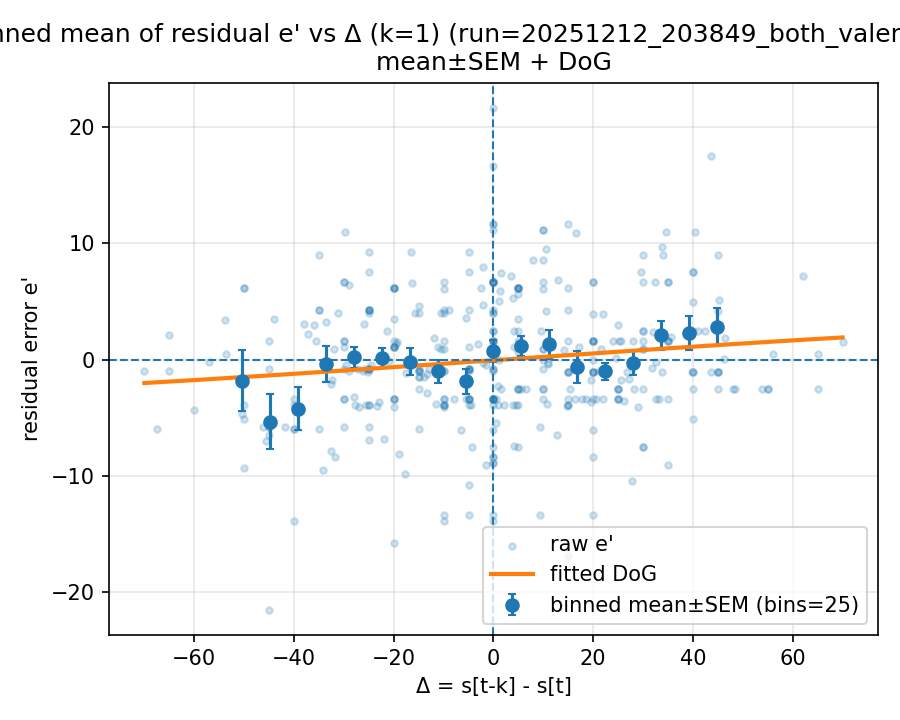 nned mean of residual e' vs Δ (k=1) (run=20251212_203849_both_valer
mean±SEM + DoG
20
10
0
−10
−20
residual error e'
raw e'
fitted DoG
binned mean±SEM (bins=25)
−60
−40
−20
0
20
40
60
Δ = s[t-k] - s[t]